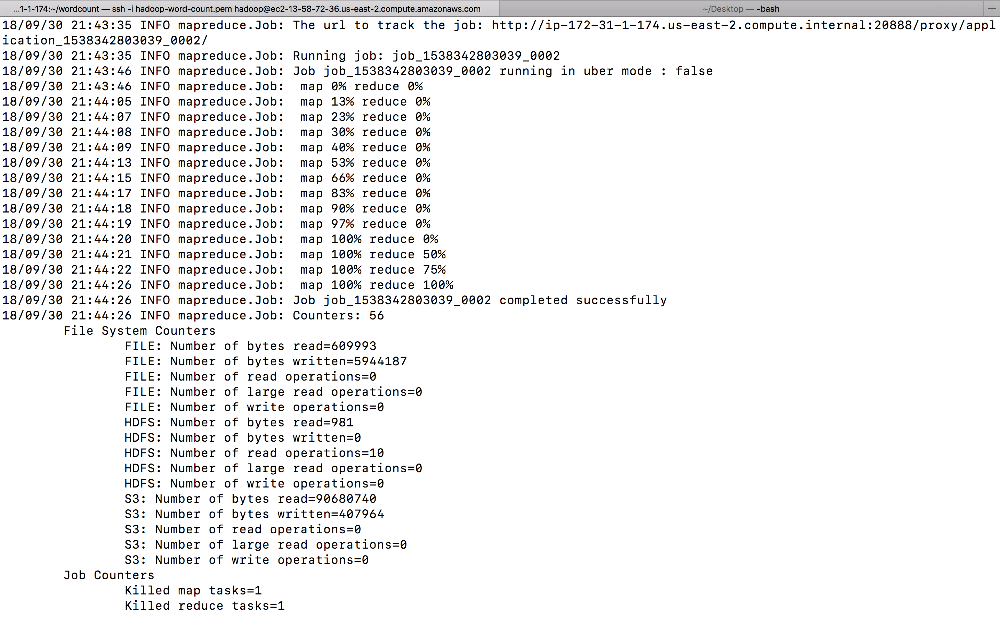 ...1-1-174:~/wordcount — ssh -i hadoop-word-count.pem hadoop@ec2-13-58-72-36.us-east-2.compute.amazonaws.com
~/Desktop — -bash
+
18/09/30 21:43:35 INFO mapreduce.Job: The url to track the job: http://ip-172-31-1-174.us-east-2.compute.internal:20888/proxy/appl
ication_1538342803039_0002/
18/09/30 21:43:35 INFO mapreduce.Job: Running job: job_1538342803039_0002
18/09/30 21:43:46 INFO mapreduce.Job: Job job_1538342803039_0002 running in uber mode : false
18/09/30 21:43:46 INFO mapreduce.Job:  map 0% reduce 0%
18/09/30 21:44:05 INFO mapreduce.Job:  map 13% reduce 0%
18/09/30 21:44:07 INFO mapreduce.Job:  map 23% reduce 0%
18/09/30 21:44:08 INFO mapreduce.Job:  map 30% reduce 0%
18/09/30 21:44:09 INFO mapreduce.Job:  map 40% reduce 0%
18/09/30 21:44:13 INFO mapreduce.Job:  map 53% reduce 0%
18/09/30 21:44:15 INFO mapreduce.Job:  map 66% reduce 0%
18/09/30 21:44:17 INFO mapreduce.Job:  map 83% reduce 0%
18/09/30 21:44:18 INFO mapreduce.Job:  map 90% reduce 0%
18/09/30 21:44:19 INFO mapreduce.Job:  map 97% reduce 0%
18/09/30 21:44:20 INFO mapreduce.Job:  map 100% reduce 0%
18/09/30 21:44:21 INFO mapreduce.Job:  map 100% reduce 50%
18/09/30 21:44:22 INFO mapreduce.Job:  map 100% reduce 75%
18/09/30 21:44:26 INFO mapreduce.Job:  map 100% reduce 100%
18/09/30 21:44:26 INFO mapreduce.Job: Job job_1538342803039_0002 completed successfully
18/09/30 21:44:26 INFO mapreduce.Job: Counters: 56
File System Counters
FILE: Number of bytes read=609993
FILE: Number of bytes written=5944187
FILE: Number of read operations=0
FILE: Number of large read operations=0
FILE: Number of write operations=0
HDFS: Number of bytes read=981
HDFS: Number of bytes written=0
HDFS: Number of read operations=10
HDFS: Number of large read operations=0
HDFS: Number of write operations=0
S3: Number of bytes read=90680740
S3: Number of bytes written=407964
S3: Number of read operations=0
S3: Number of large read operations=0
S3: Number of write operations=0
Job Counters
Killed map tasks=1
Killed reduce tasks=1